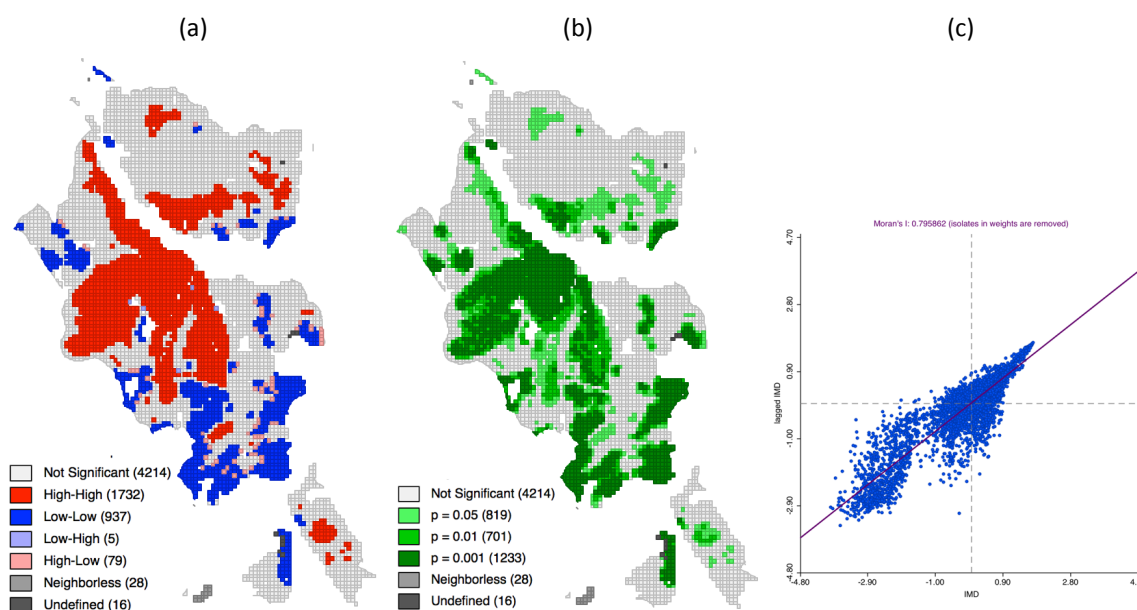 (a)
(b)
(c)
Not Significant (4214)
High-High (1732)
Low-Low (937)
Low-High (5)
High-Low (79)
Neighborless (28)
Undefined (16)
Not Significant (4214)
p = 0.05 (819)
p = 0.01 (701)
p = 0.001 (1233)
Neighborless (28)
Undefined (16)
Moran's I: 0.795862 (isolates in weights are removed)
4.70
2.80
0.90
-1.00
-2.90
-4.80
lagged IMD
-4.80 -2.90 -1.00 0.90 2.80 4.
IMD